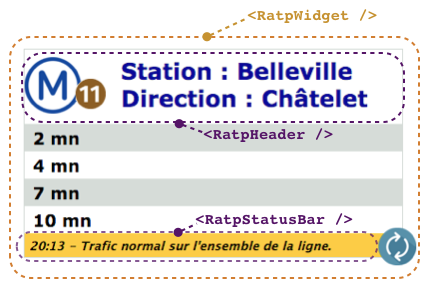 <RatpWidget />
M
11
Station : Belleville
Direction : Châtelet
<RatpHeader />
2 mn
4 mn
7 mn
10 mn
<RatpStatusBar />
20:13 – Trafic normal sur l'ensemble de la ligne.